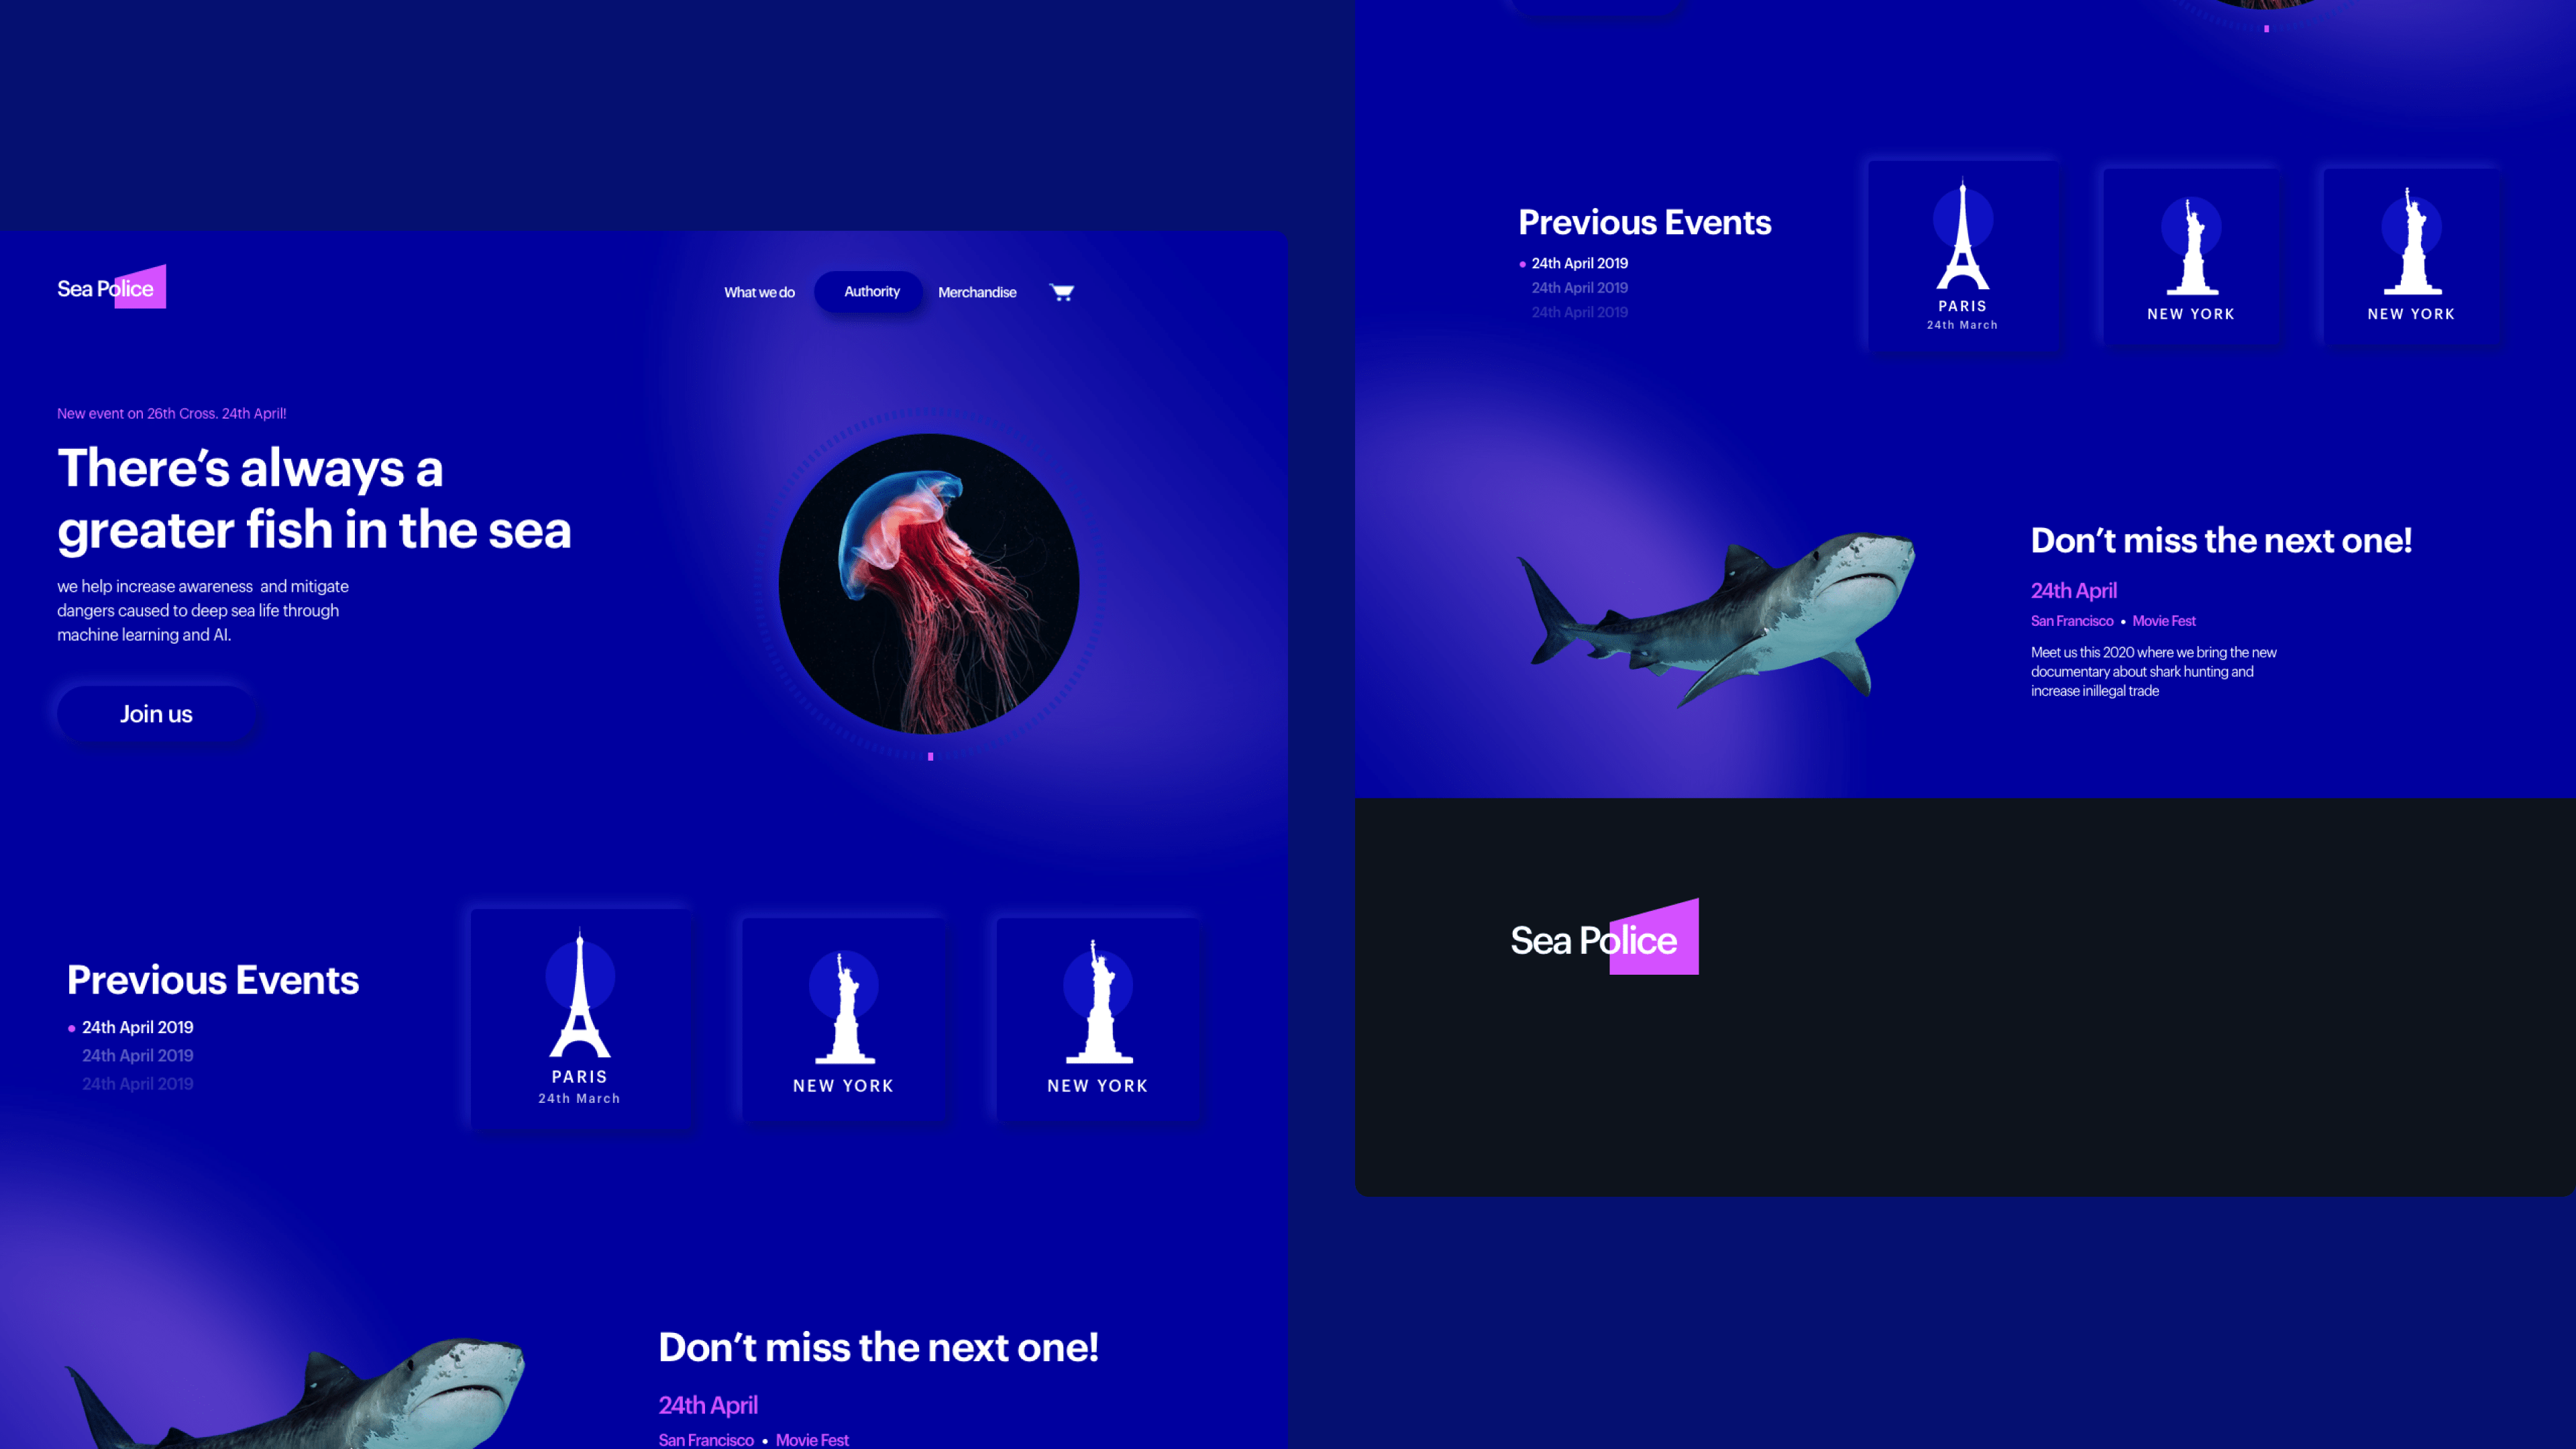 Sea Police
What we do
Authority
Merchandise
New event on 26th Cross. 24th April!
There’s always a
greater fish in the sea
we help increase awareness  and mitigate
dangers caused to deep sea life through
machine learning and AI.
Join us
Previous Events
24th April 2019
24th April 2019
24th April 2019
PARIS
24th March
NEW YORK
NEW YORK
Don’t miss the next one!
24th April
San Francisco • Movie Fest
Previous Events
24th April 2019
24th April 2019
24th April 2019
PARIS
24th March
NEW YORK
NEW YORK
Don’t miss the next one!
24th April
San Francisco • Movie Fest
Meet us this 2020 where we bring the new
documentary about shark hunting and
increase inillegal trade
Sea Police